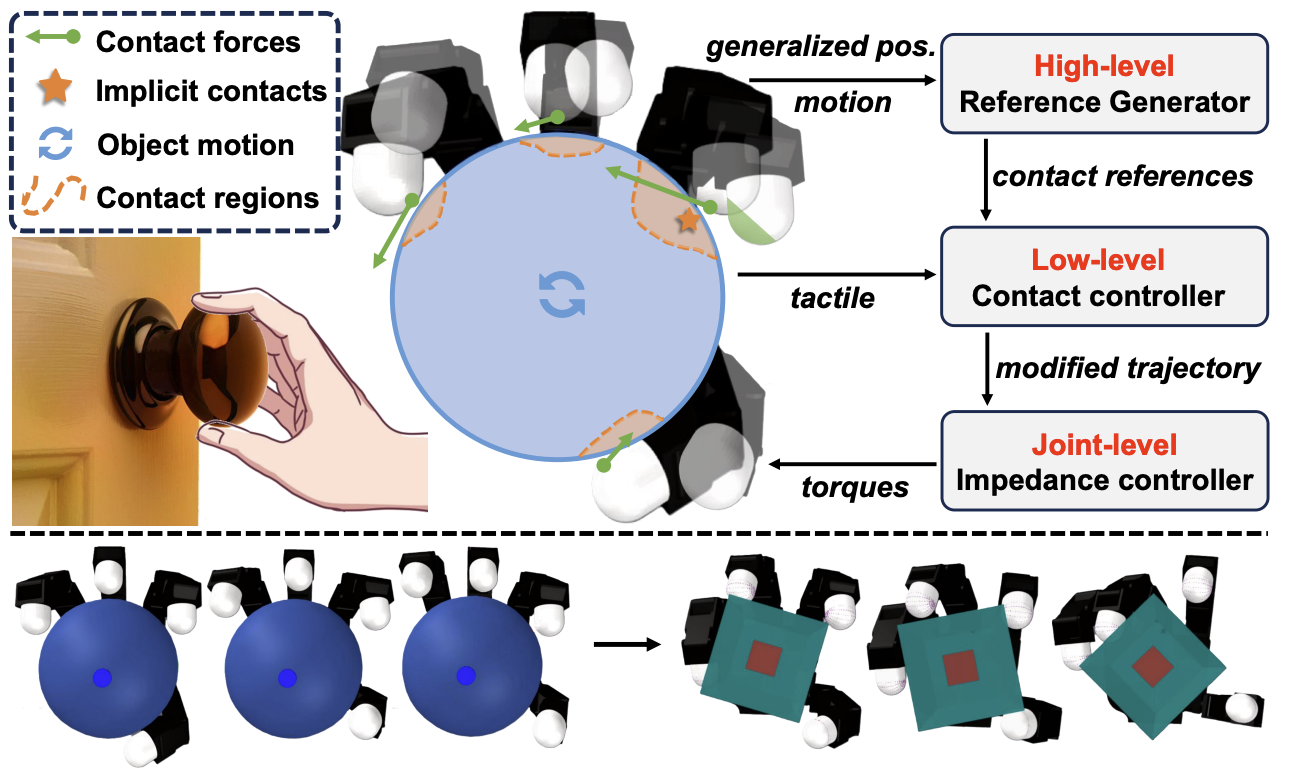 Contact forces
Implicit contacts
Object motion
Contact regions
generalized pos.
motion
High-level
Reference Generator
contact references
tactile
Low-level
Contact controller
modified trajectory
Joint-level
Impedance controller
torques